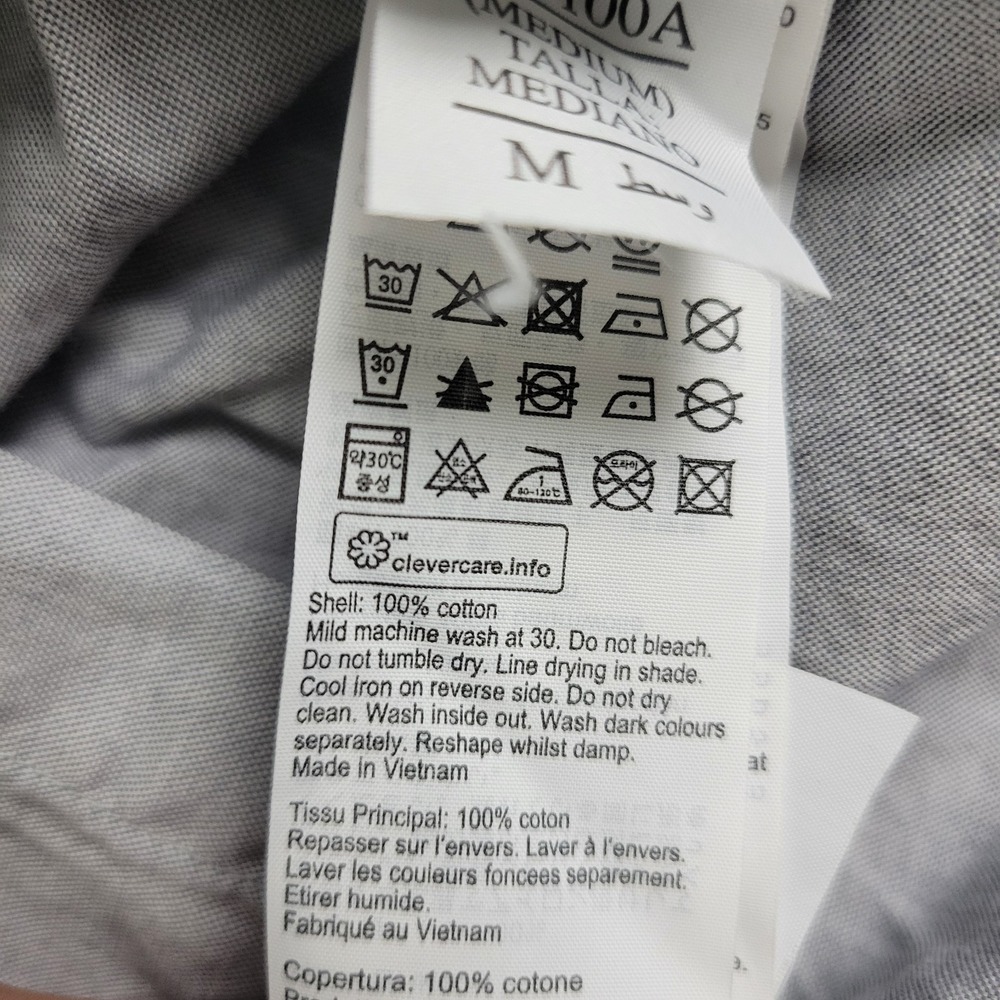 100A
(MEDIUM)
TALLA
MEDIANO
M وسط
30
30
약30℃
중성
드라이
1
80~120℃
TM
clevercare.info
Shell: 100% cotton
Mild machine wash at 30. Do not bleach.
Do not tumble dry. Line drying in shade.
Cool iron on reverse side. Do not dry
clean. Wash inside out. Wash dark colours
separately. Reshape whilst damp.
Made in Vietnam
Tissu Principal: 100% coton
Repasser sur l'envers. Laver à l'envers.
Laver les couleurs foncees separement.
Etirer humide.
Fabriqué au Vietnam
Copertura: 100% cotone